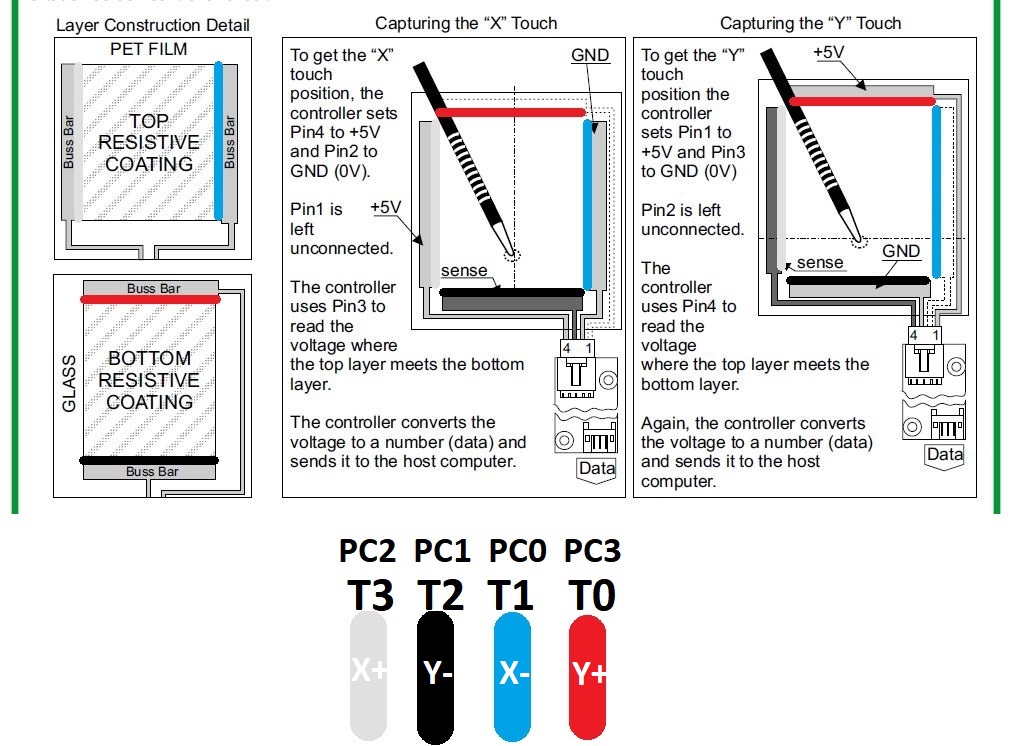 Layer Construction Detail
PET FILM
Buss Bar
TOP
RESISTIVE
COATING
Buss Bar
Buss Bar
GLASS
BOTTOM
RESISTIVE
COATING
Buss Bar
Capturing the “X” Touch
To get the “X”
touch
position, the
controller sets
Pin4 to +5V
and Pin2 to
GND (0V).
Pin1 is
left
unconnected.
The controller
uses Pin3 to
read the
voltage where
the top layer meets the bottom
layer.
The controller converts the
voltage to a number (data) and
sends it to the host computer.
GND
+5V
sense
4 1
Data
Capturing the “Y” Touch
To get the “Y”
touch
position the
controller
sets Pin1 to
+5V and Pin3
to GND (0V)
Pin2 is left
unconnected.
The
controller
uses Pin4 to
read the
voltage
where the top layer meets the
bottom layer.
Again, the controller converts
the voltage to a number (data)
and sends it to the host
computer.
+5V
GND
sense
4 1
Data
PC2 PC1 PC0 PC3
T3 T2 T1 T0
X+ Y- X- Y+